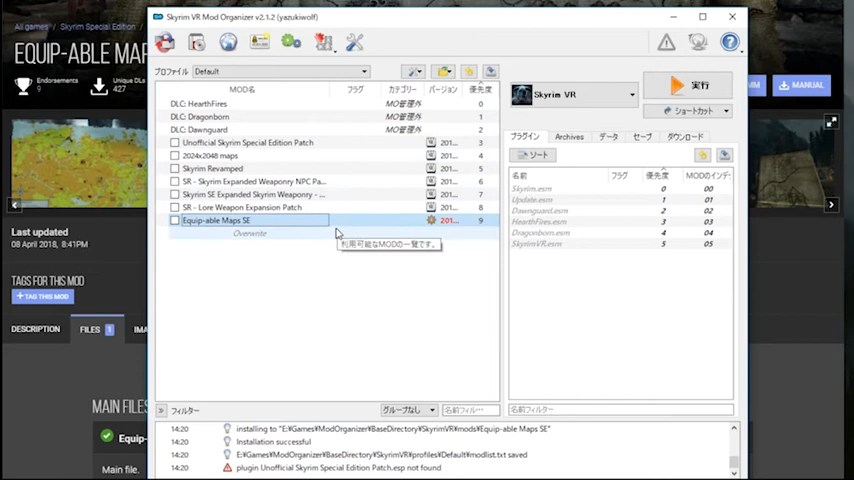 All games / Skyrim Special Edition
EQUIP-ABLE MAP
Endorsements
9
Unique DLs
427
MANUAL
Last updated
08 April 2018, 8:41PM
TAGS FOR THIS MOD
+ TAG THIS MOD
DESCRIPTION
FILES 1
IMA
MAIN FILES
Equip-
Main file.
Skyrim VR Mod Organizer v2.1.2 (yazukiwolf)
プロファイル Default
MOD名 フラグ カテゴリー バージョン 優先度
DLC: HearthFires MO管理外 0
DLC: Dragonborn MO管理外 1
DLC: Dawnguard MO管理外 2
Unofficial Skyrim Special Edition Patch 201... 3
2024x2048 maps 201... 4
Skyrim Revamped 201... 5
SR - Skyrim Expanded Weaponry NPC Pa... 201... 6
Skyrim SE Expanded Skyrim Weaponry - ... 201... 7
SR - Lore Weapon Expansion Patch 201... 8
Equip-able Maps SE 201... 9
Overwrite
利用可能なMODの一覧です。
フィルター グループなし 名前フィル...
Skyrim VR
実行
ショートカット
プラグイン Archives データ セーブ ダウンロード
ソート
名前 フラグ 優先度 MODのインデ
Skyrim.esm 0 00
Update.esm 1 01
Dawnguard.esm 2 02
HearthFires.esm 3 03
Dragonborn.esm 4 04
SkyrimVR.esm 5 05
名前フィルター
14:20 installing to "E:¥Games¥ModOrganizer¥BaseDirectory¥SkyrimVR¥mods¥Equip-able Maps SE"
14:20 Installation successful
14:20 E:¥Games¥ModOrganizer¥BaseDirectory¥SkyrimVR¥profiles¥Default¥modlist.txt saved
14:20 plugin Unofficial Skyrim Special Edition Patch.esp not found